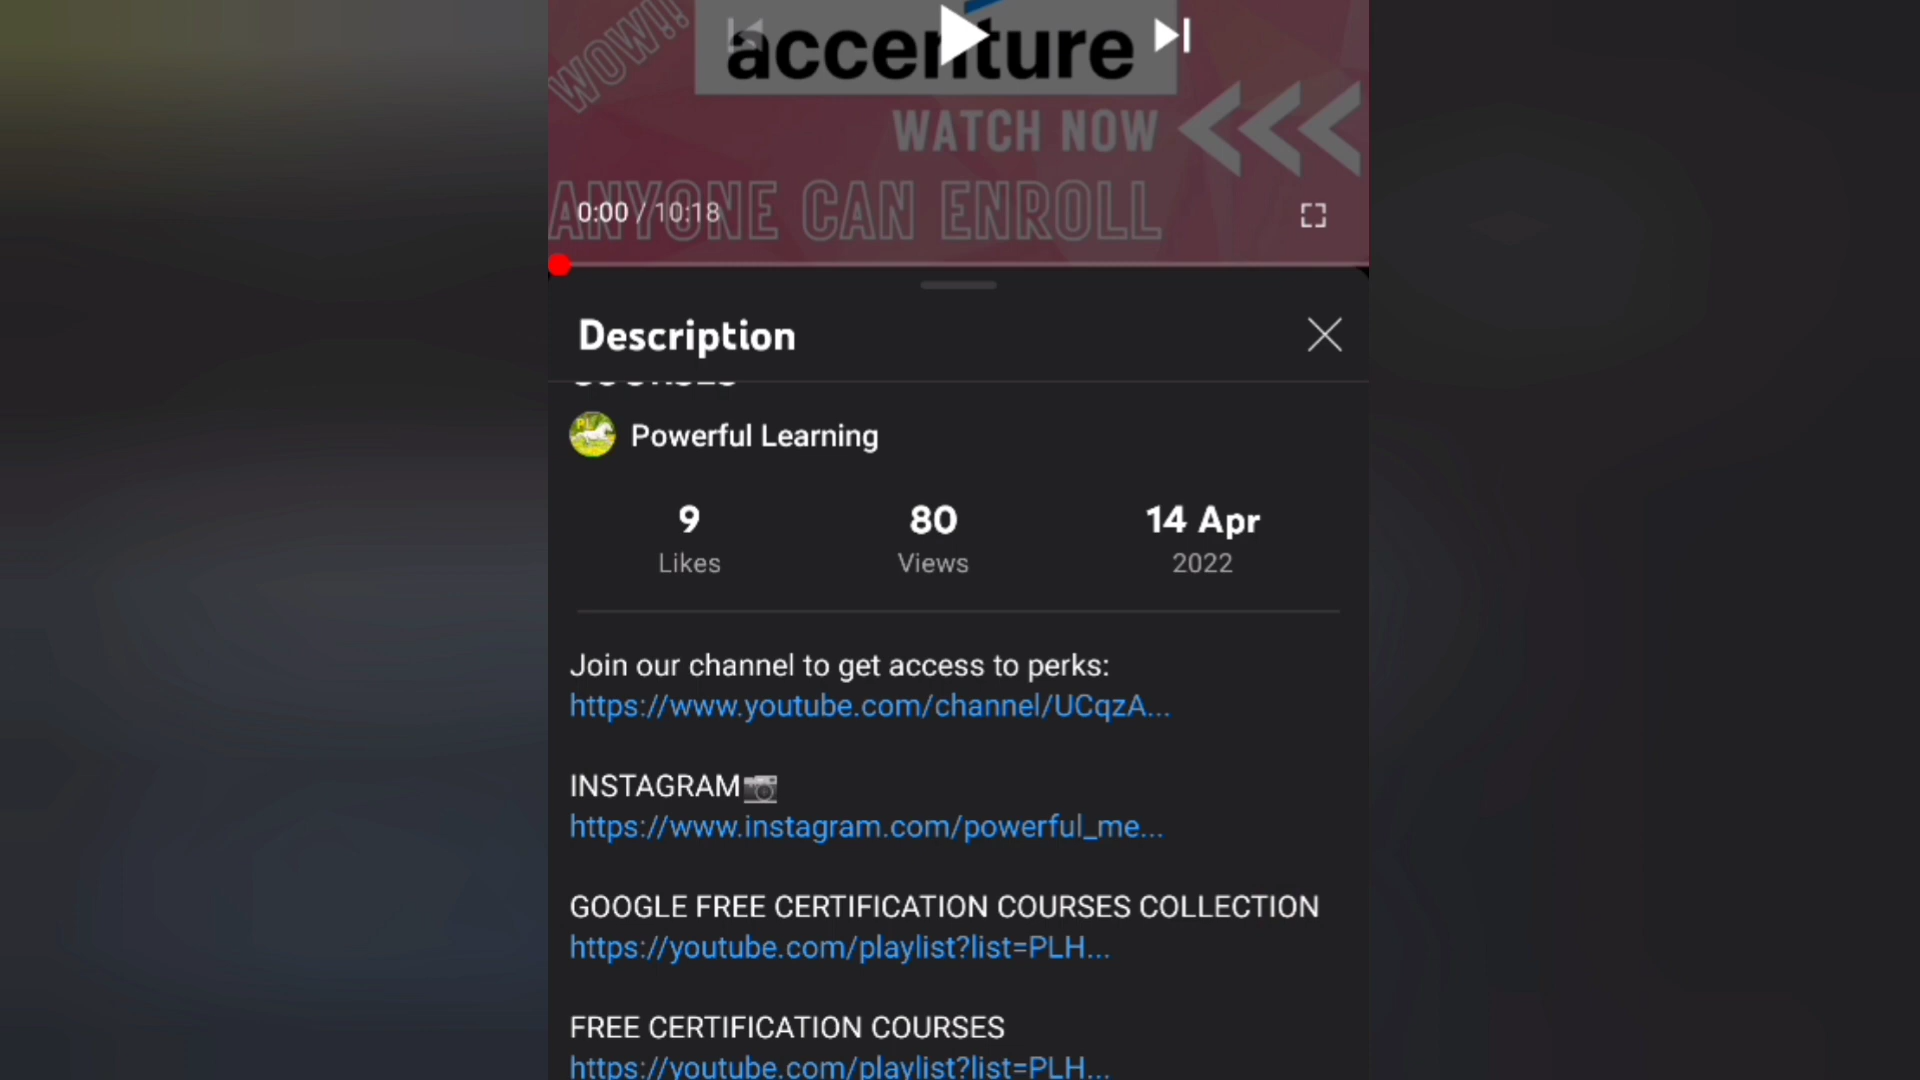 WOW!!
accenture
WATCH NOW
ANYONE CAN ENROLL
0:00 / 10:18
Description
COURSES
Powerful Learning
9
Likes
80
Views
14 Apr
2022
Join our channel to get access to perks:
https://www.youtube.com/channel/UCqzA...
INSTAGRAM📷
https://www.instagram.com/powerful_me...
GOOGLE FREE CERTIFICATION COURSES COLLECTION
https://youtube.com/playlist?list=PLH...
FREE CERTIFICATION COURSES
https://youtube.com/playlist?list=PLH...